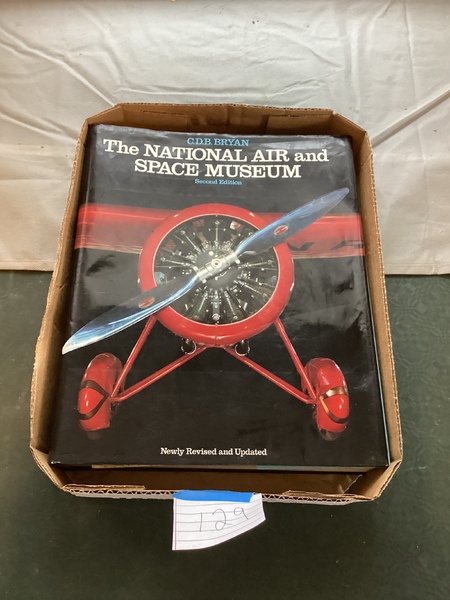 C.D.B. BRYAN
The NATIONAL AIR and
SPACE MUSEUM
Second Edition
Newly Revised and Updated
129